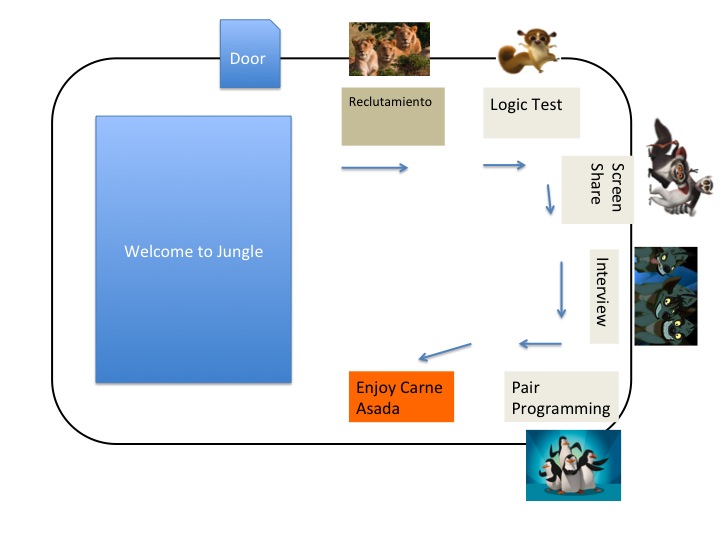 Door
Reclutamiento
Logic Test
Screen
Share
Welcome to Jungle
Interview
Enjoy Carne
Asada
Pair
Programming